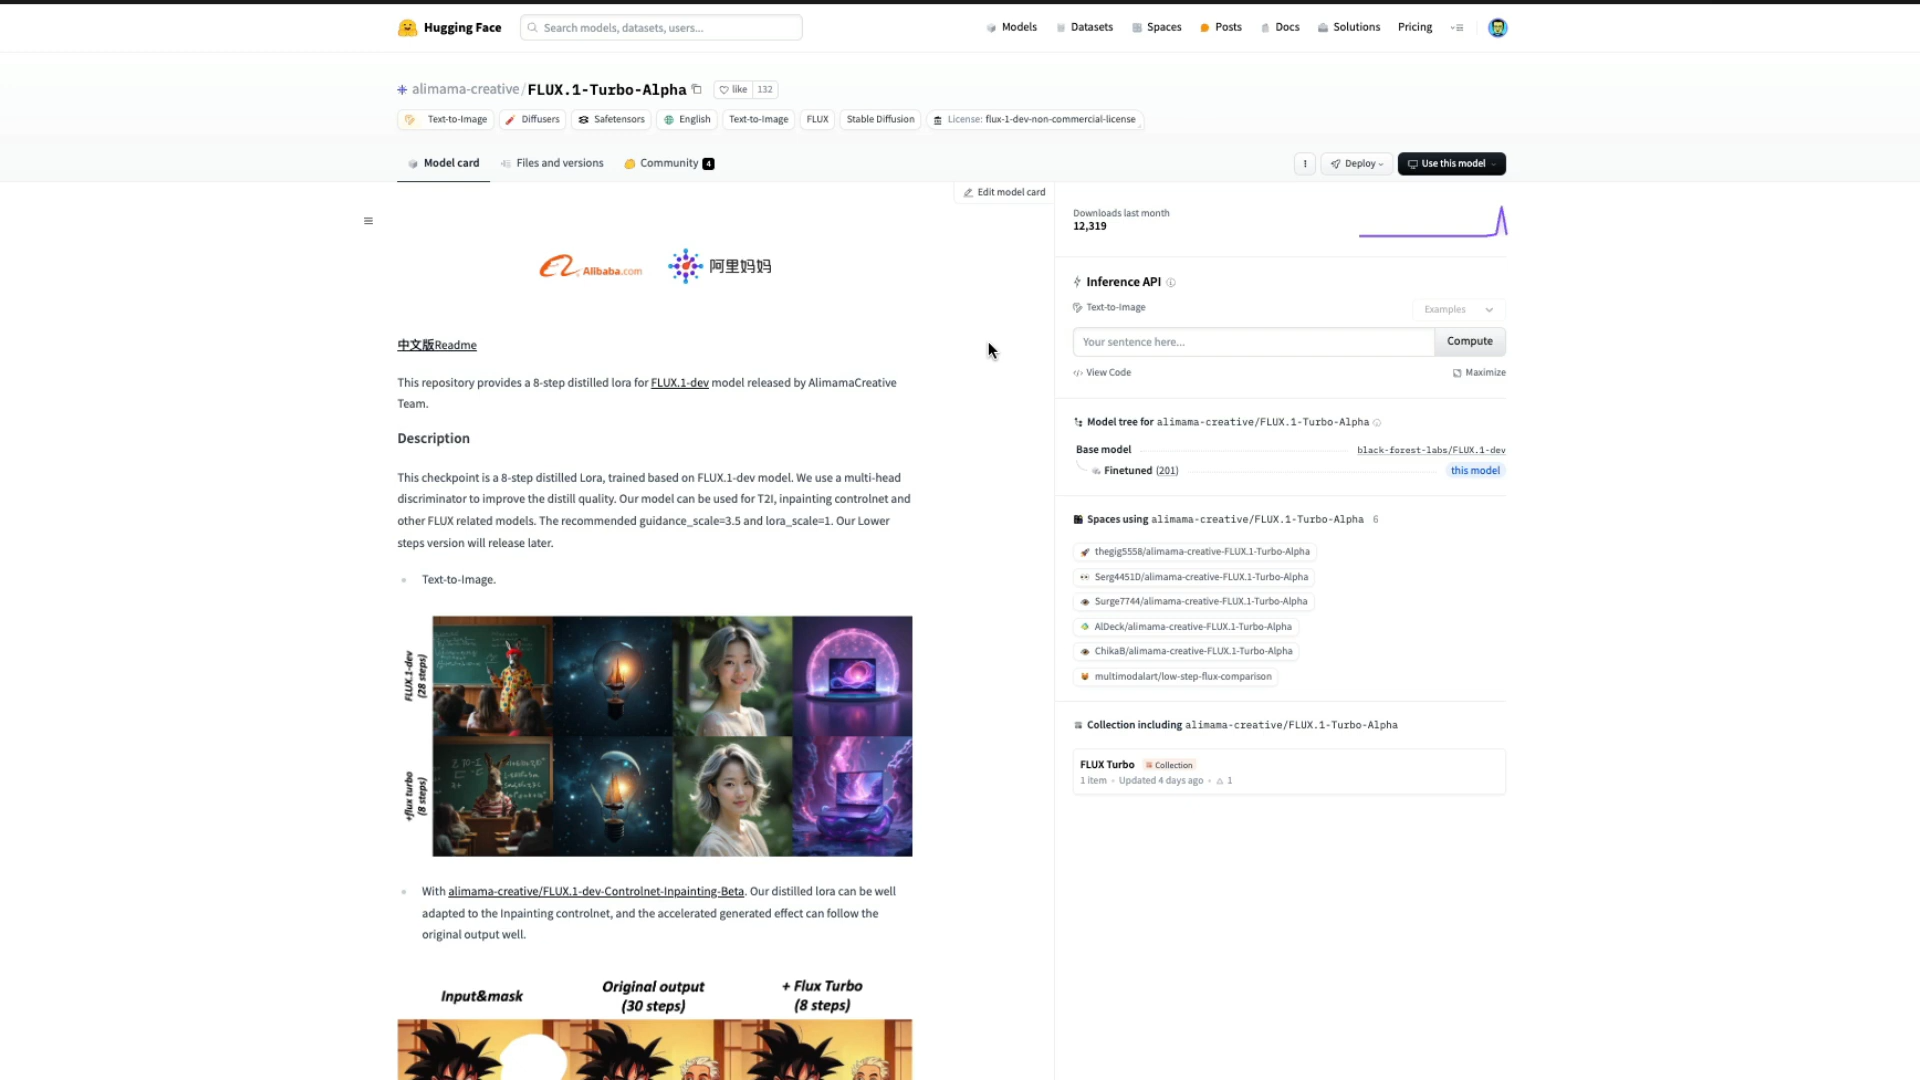 Hugging Face
Search models, datasets, users...
Models
Datasets
Spaces
Posts
Docs
Solutions
Pricing
alimama-creative/FLUX.1-Turbo-Alpha
like 132
Text-to-Image
Diffusers
Safetensors
English
Text-to-Image
FLUX
Stable Diffusion
License: flux-1-dev-non-commercial-license
Model card
Files and versions
Community 4
Deploy
Use this model
Edit model card
Alibaba.com
阿里妈妈
中文版Readme
This repository provides a 8-step distilled lora for FLUX.1-dev model released by AlimamaCreative
Team.
Description
This checkpoint is a 8-step distilled Lora, trained based on FLUX.1-dev model. We use a multi-head
discriminator to improve the distill quality. Our model can be used for T2I, inpainting controlnet and
other FLUX related models. The recommended guidance_scale=3.5 and lora_scale=1. Our Lower
steps version will release later.
Text-to-Image.
FLUX.1-dev
(28 steps)
+flux turbo
(8 steps)
With alimama-creative/FLUX.1-dev-Controlnet-Inpainting-Beta. Our distilled lora can be well
adapted to the Inpainting controlnet, and the accelerated generated effect can follow the
original output well.
Input&mask
Original output
(30 steps)
+ Flux Turbo
(8 steps)
Downloads last month
12,319
Inference API
Text-to-Image
Examples
Your sentence here...
Compute
View Code
Maximize
Model tree for alimama-creative/FLUX.1-Turbo-Alpha
Base model
black-forest-labs/FLUX.1-dev
Finetuned (201)
this model
Spaces using alimama-creative/FLUX.1-Turbo-Alpha 6
thegig5558/alimama-creative-FLUX.1-Turbo-Alpha
Serg4451D/alimama-creative-FLUX.1-Turbo-Alpha
Surge7744/alimama-creative-FLUX.1-Turbo-Alpha
AlDeck/alimama-creative-FLUX.1-Turbo-Alpha
ChikaB/alimama-creative-FLUX.1-Turbo-Alpha
multimodalart/low-step-flux-comparison
Collection including alimama-creative/FLUX.1-Turbo-Alpha
FLUX Turbo
Collection
1 item • Updated 4 days ago • 1